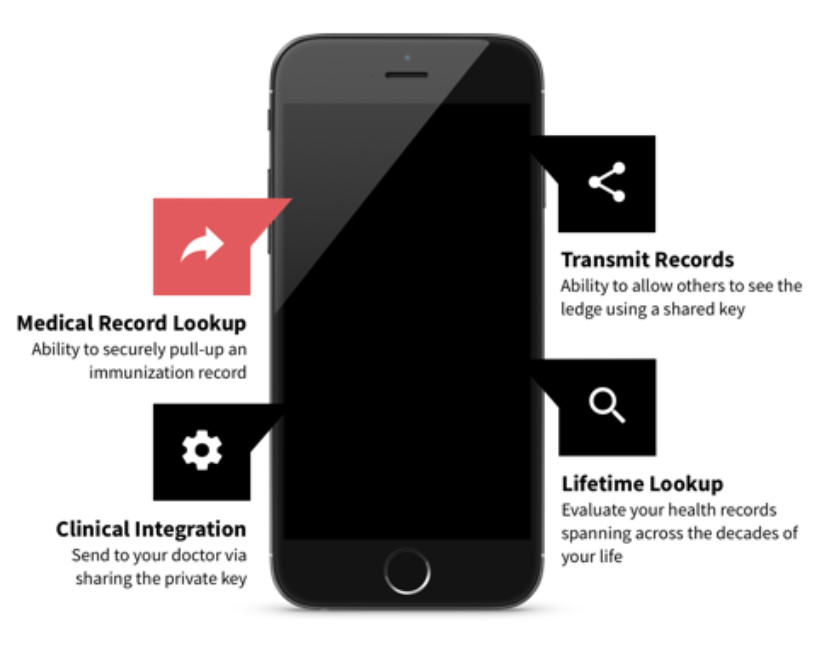 Medical Record Lookup
Ability to securely pull-up an
immunization record
Clinical Integration
Send to your doctor via
sharing the private key
Transmit Records
Ability to allow others to see the
ledge using a shared key
Lifetime Lookup
Evaluate your health records
spanning across the decades of
your life